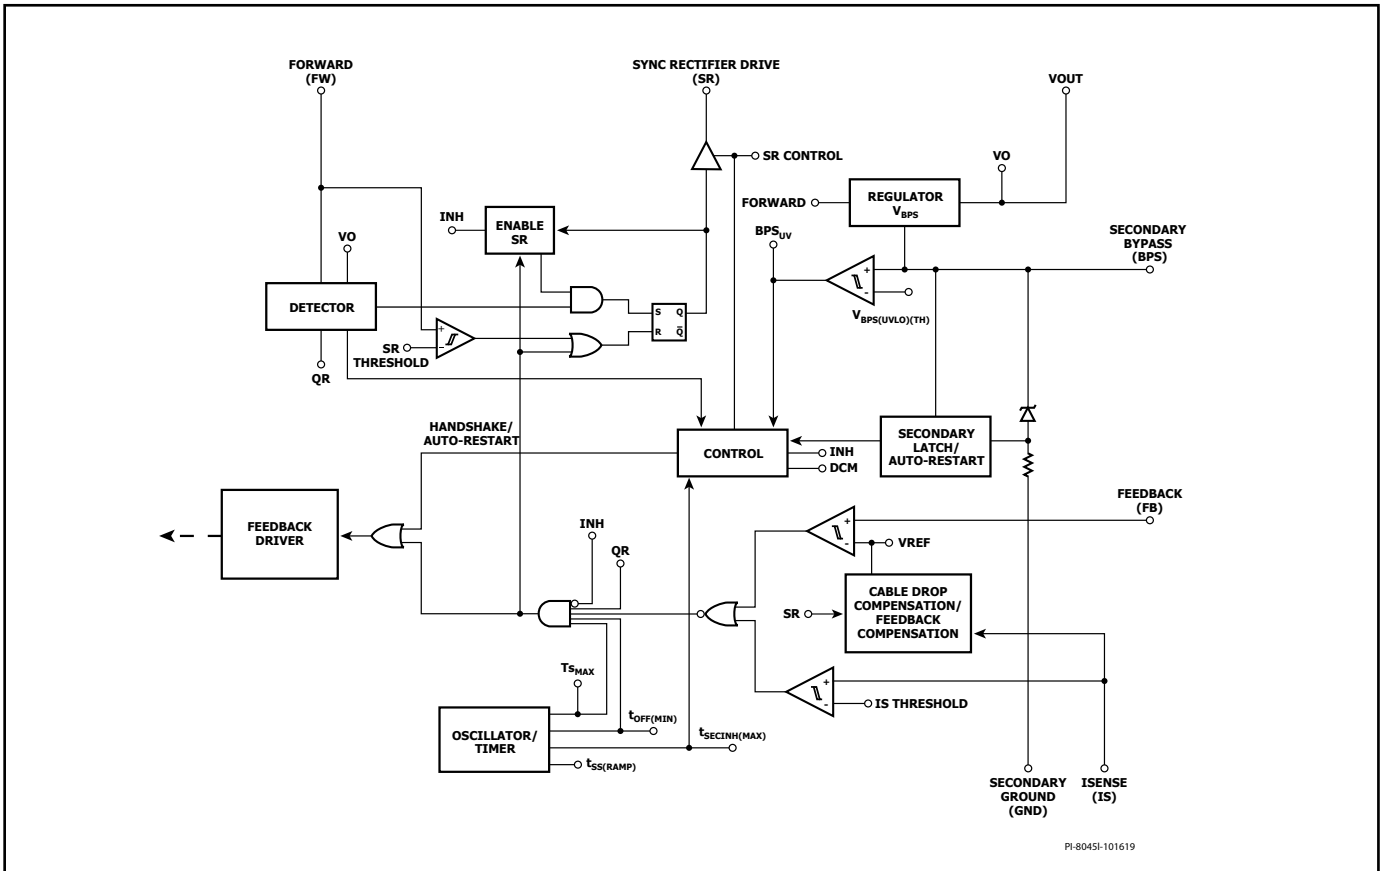 FORWARD
(FW)
SYNC RECTIFIER DRIVE
(SR)
VOUT
SR CONTROL
VO
FORWARD
REGULATOR
VBPS
INH
ENABLE
SR
BPSUV
SECONDARY
BYPASS
(BPS)
VO
DETECTOR
+
-
VBPS(UVLO)(TH)
S Q
R Q̅
+
-
SR
THRESHOLD
QR
HANDSHAKE/
AUTO-RESTART
CONTROL
INH
DCM
SECONDARY
LATCH/
AUTO-RESTART
FEEDBACK
(FB)
FEEDBACK
DRIVER
INH
QR
+
-
VREF
CABLE DROP
COMPENSATION/
FEEDBACK
COMPENSATION
SR
TsMAX
+
-
IS THRESHOLD
OSCILLATOR/
TIMER
tOFF(MIN)
tSECINH(MAX)
tSS(RAMP)
SECONDARY
GROUND
(GND)
ISENSE
(IS)
PI-8045l-101619